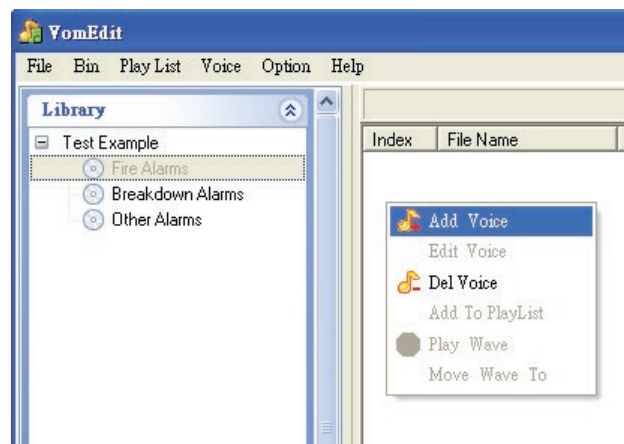 VomEdit
File Bin Play List Voice Option Help
Library
Test Example
Fire Alarms
Breakdown Alarms
Other Alarms
Index File Name
Add Voice
Edit Voice
Del Voice
Add To PlayList
Play Wave
Move Wave To